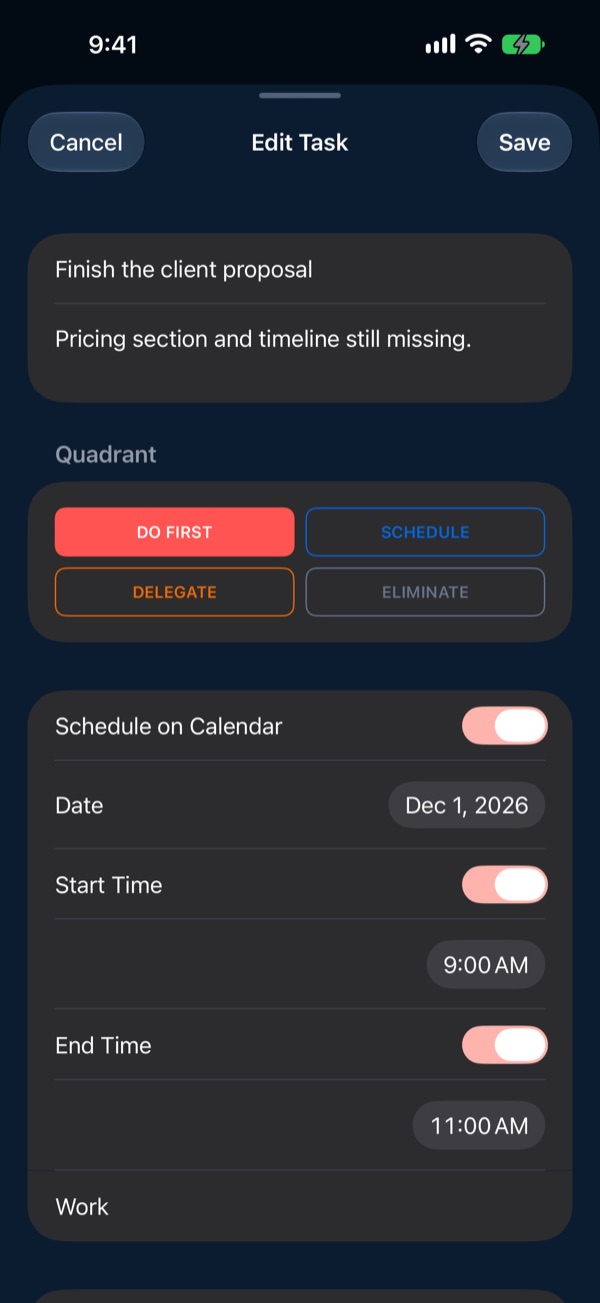 9:41
Cancel
Edit Task
Save
Finish the client proposal
Pricing section and timeline still missing.
Quadrant
DO FIRST
SCHEDULE
DELEGATE
ELIMINATE
Schedule on Calendar
Date
Dec 1, 2026
Start Time
9:00 AM
End Time
11:00 AM
Work